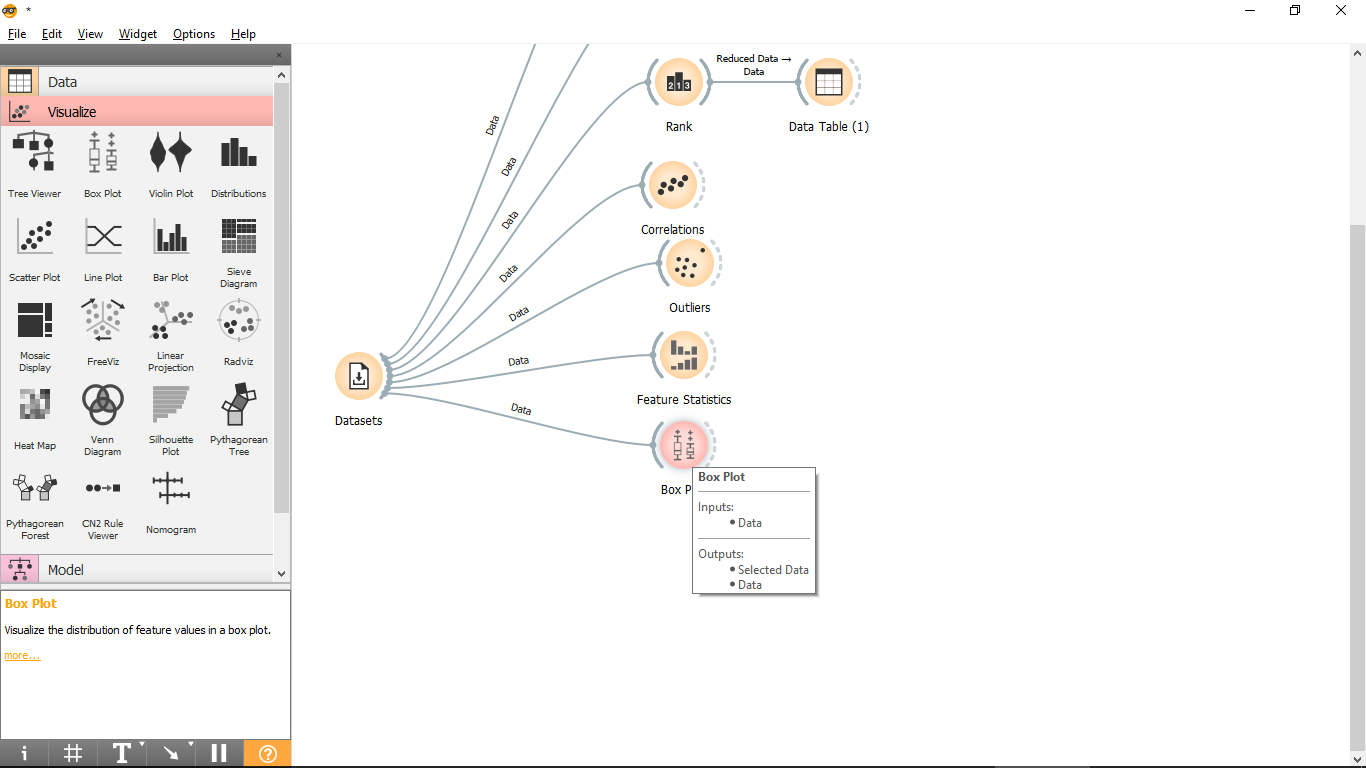 *
File Edit View Widget Options Help
Data
Visualize
Tree Viewer Box Plot Violin Plot Distributions
Scatter Plot Line Plot Bar Plot Sieve Diagram
Mosaic Display FreeViz Linear Projection Radviz
Heat Map Venn Diagram Silhouette Plot Pythagorean Tree
Pythagorean Forest CN2 Rule Viewer Nomogram
Model
Box Plot
Visualize the distribution of feature values in a box plot.
more...
i
T
?
Datasets
Data
Data
Data
Data
Data
Data
Data
2 1 3
Rank
Reduced Data →
Data
Data Table (1)
Correlations
Outliers
Feature Statistics
Box P
Box Plot
Inputs:
• Data
Outputs:
• Selected Data
• Data